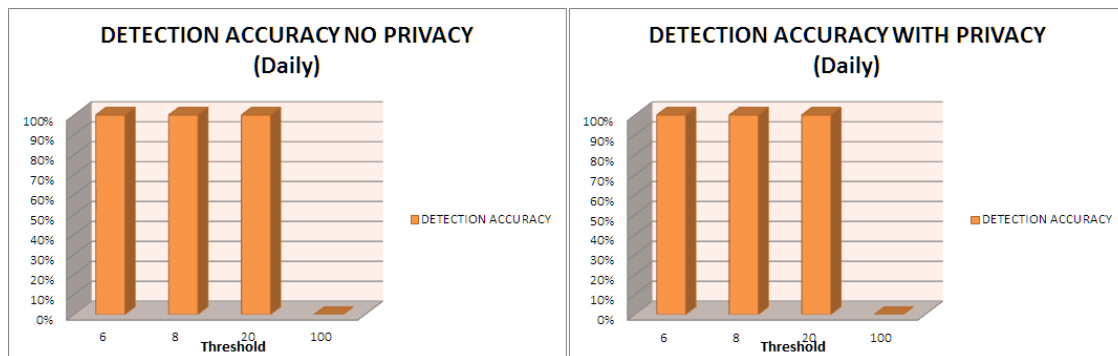 DETECTION ACCURACY NO PRIVACY
(Daily)
100%
90%
80%
70%
60%
50%
40%
30%
20%
10%
0%
6 8 20 100
Threshold
DETECTION ACCURACY
DETECTION ACCURACY WITH PRIVACY
(Daily)
100%
90%
80%
70%
60%
50%
40%
30%
20%
10%
0%
6 8 20 100
Threshold
DETECTION ACCURACY